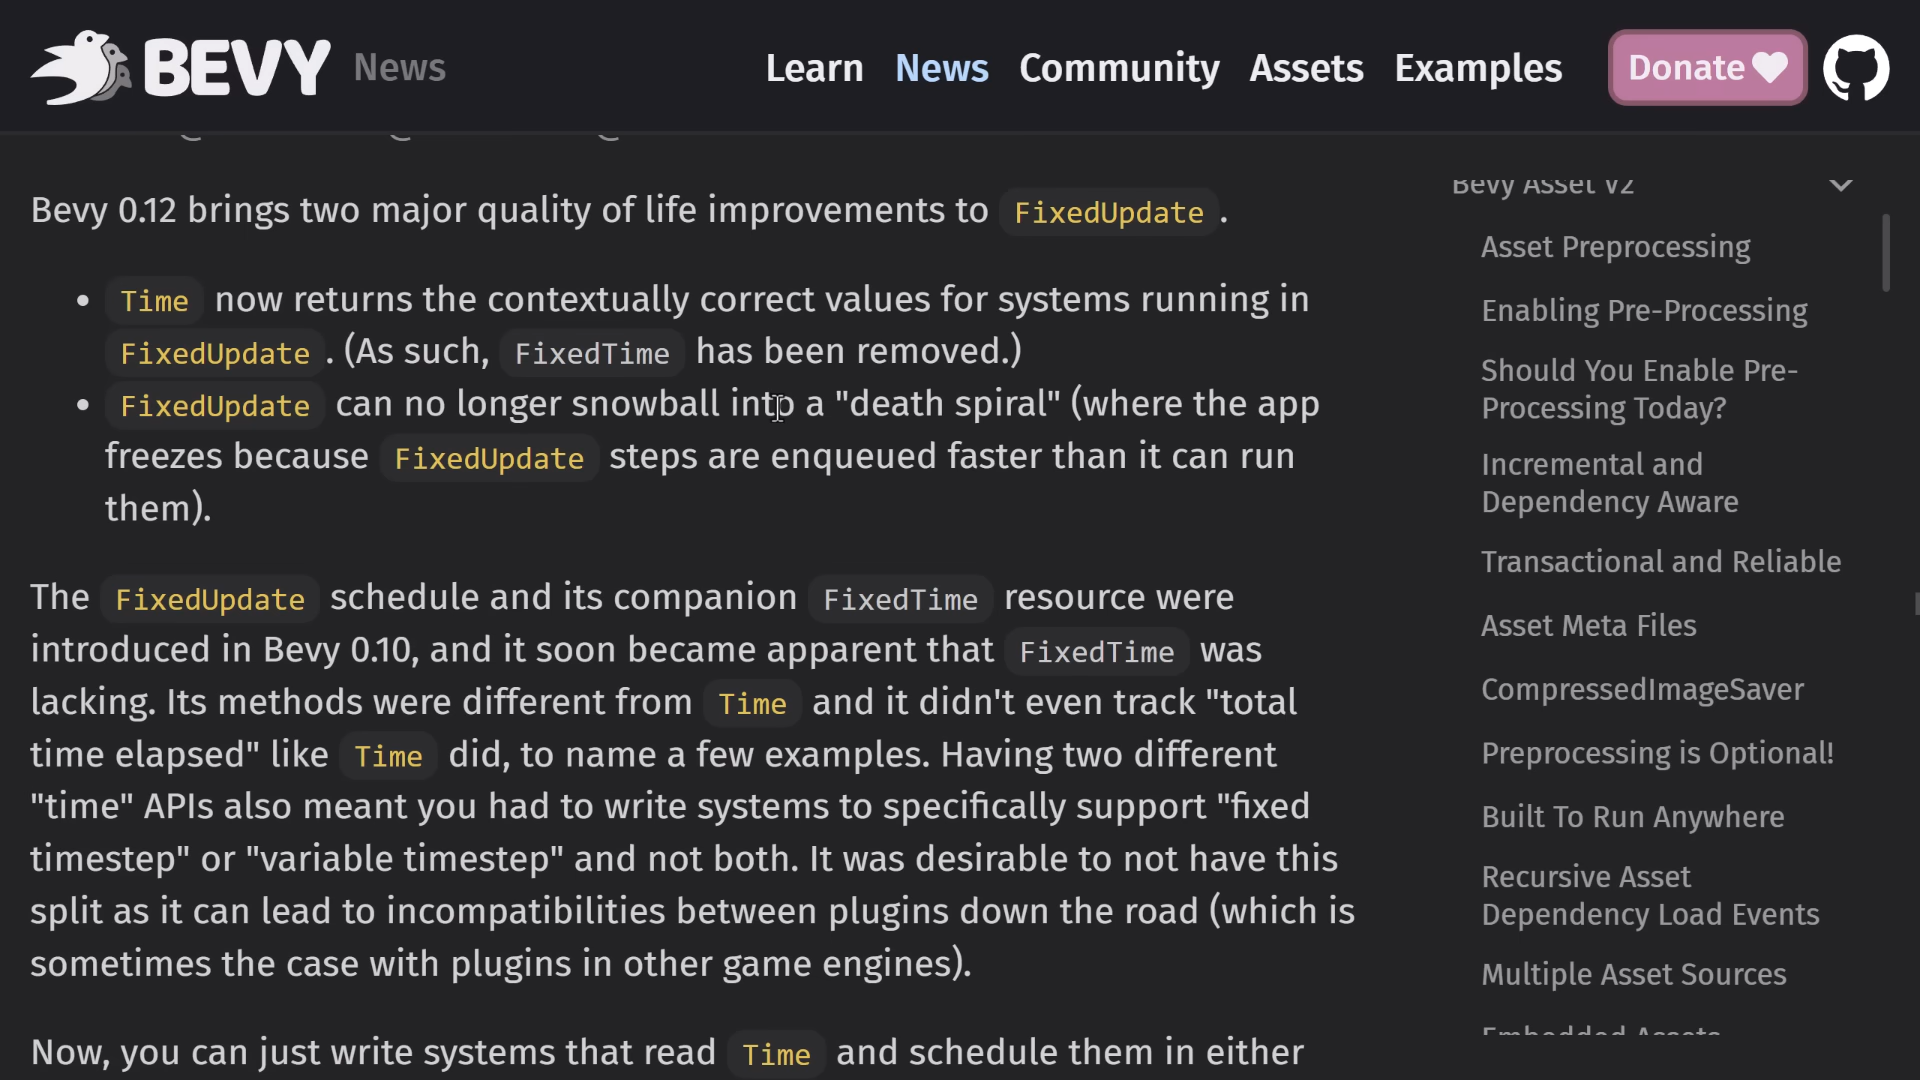 BEVY News
Learn News Community Assets Examples Donate
Bevy 0.12 brings two major quality of life improvements to FixedUpdate.
• Time now returns the contextually correct values for systems running in
FixedUpdate. (As such, FixedTime has been removed.)
• FixedUpdate can no longer snowball into a "death spiral" (where the app
freezes because FixedUpdate steps are enqueued faster than it can run
them).
The FixedUpdate schedule and its companion FixedTime resource were
introduced in Bevy 0.10, and it soon became apparent that FixedTime was
lacking. Its methods were different from Time and it didn't even track "total
time elapsed" like Time did, to name a few examples. Having two different
"time" APIs also meant you had to write systems to specifically support "fixed
timestep" or "variable timestep" and not both. It was desirable to not have this
split as it can lead to incompatibilities between plugins down the road (which is
sometimes the case with plugins in other game engines).
Now, you can just write systems that read Time and schedule them in either
Bevy Asset V2
Asset Preprocessing
Enabling Pre-Processing
Should You Enable Pre-
Processing Today?
Incremental and
Dependency Aware
Transactional and Reliable
Asset Meta Files
CompressedImageSaver
Preprocessing is Optional!
Built To Run Anywhere
Recursive Asset
Dependency Load Events
Multiple Asset Sources
Embedded Assets